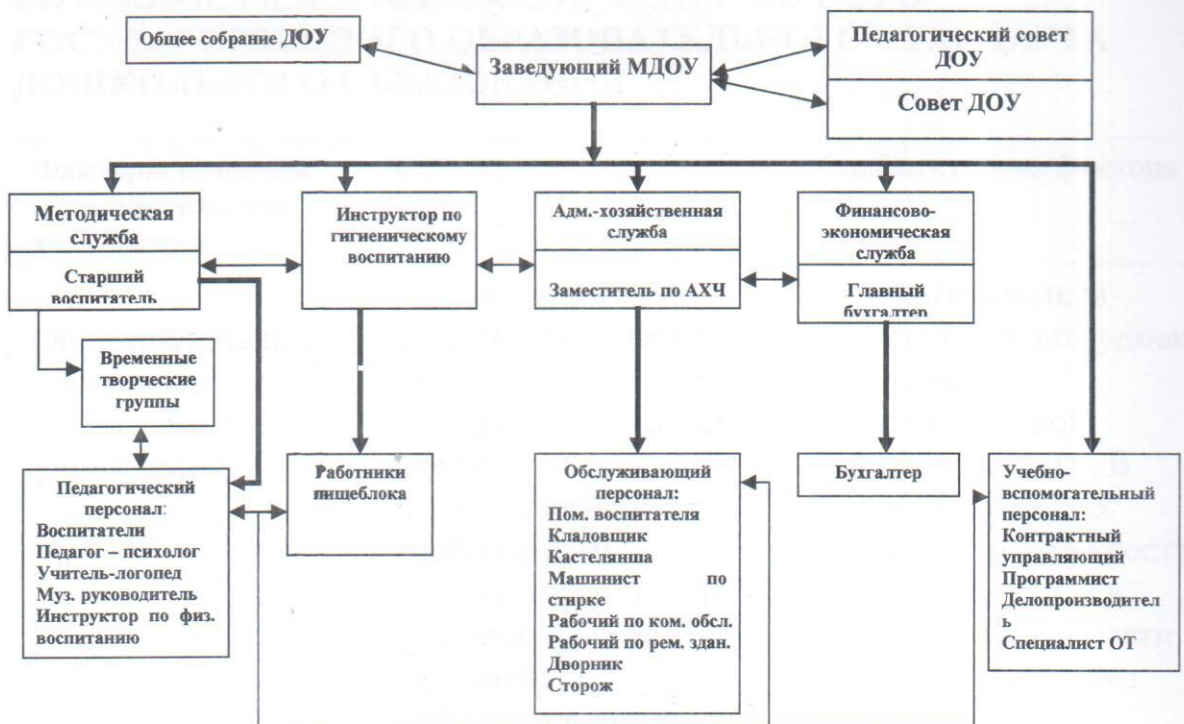 Общее собрание ДОУ
Заведующий МДОУ
Педагогический совет
ДОУ
Совет ДОУ
Методическая
служба
Старший
воспитатель
Инструктор по
гигиеническому
воспитанию
Адм.-хозяйственная
служба
Заместитель по АХЧ
Финансово-
экономическая
служба
Главный
бухгалтер
Временные
творческие
группы
Педагогический
персонал:
Воспитатели
Педагог – психолог
Учитель-логопед
Муз. руководитель
Инструктор по физ.
воспитанию
Работники
пищеблока
Обслуживающий
персонал:
Пом. воспитателя
Кладовщик
Кастелянша
Машинист по
стирке
Рабочий по ком. обсл.
Рабочий по рем. здан.
Дворник
Сторож
Бухгалтер
Учебно-
вспомогательный
персонал:
Контрактный
управляющий
Программист
Делопроизводител
ь
Специалист ОТ